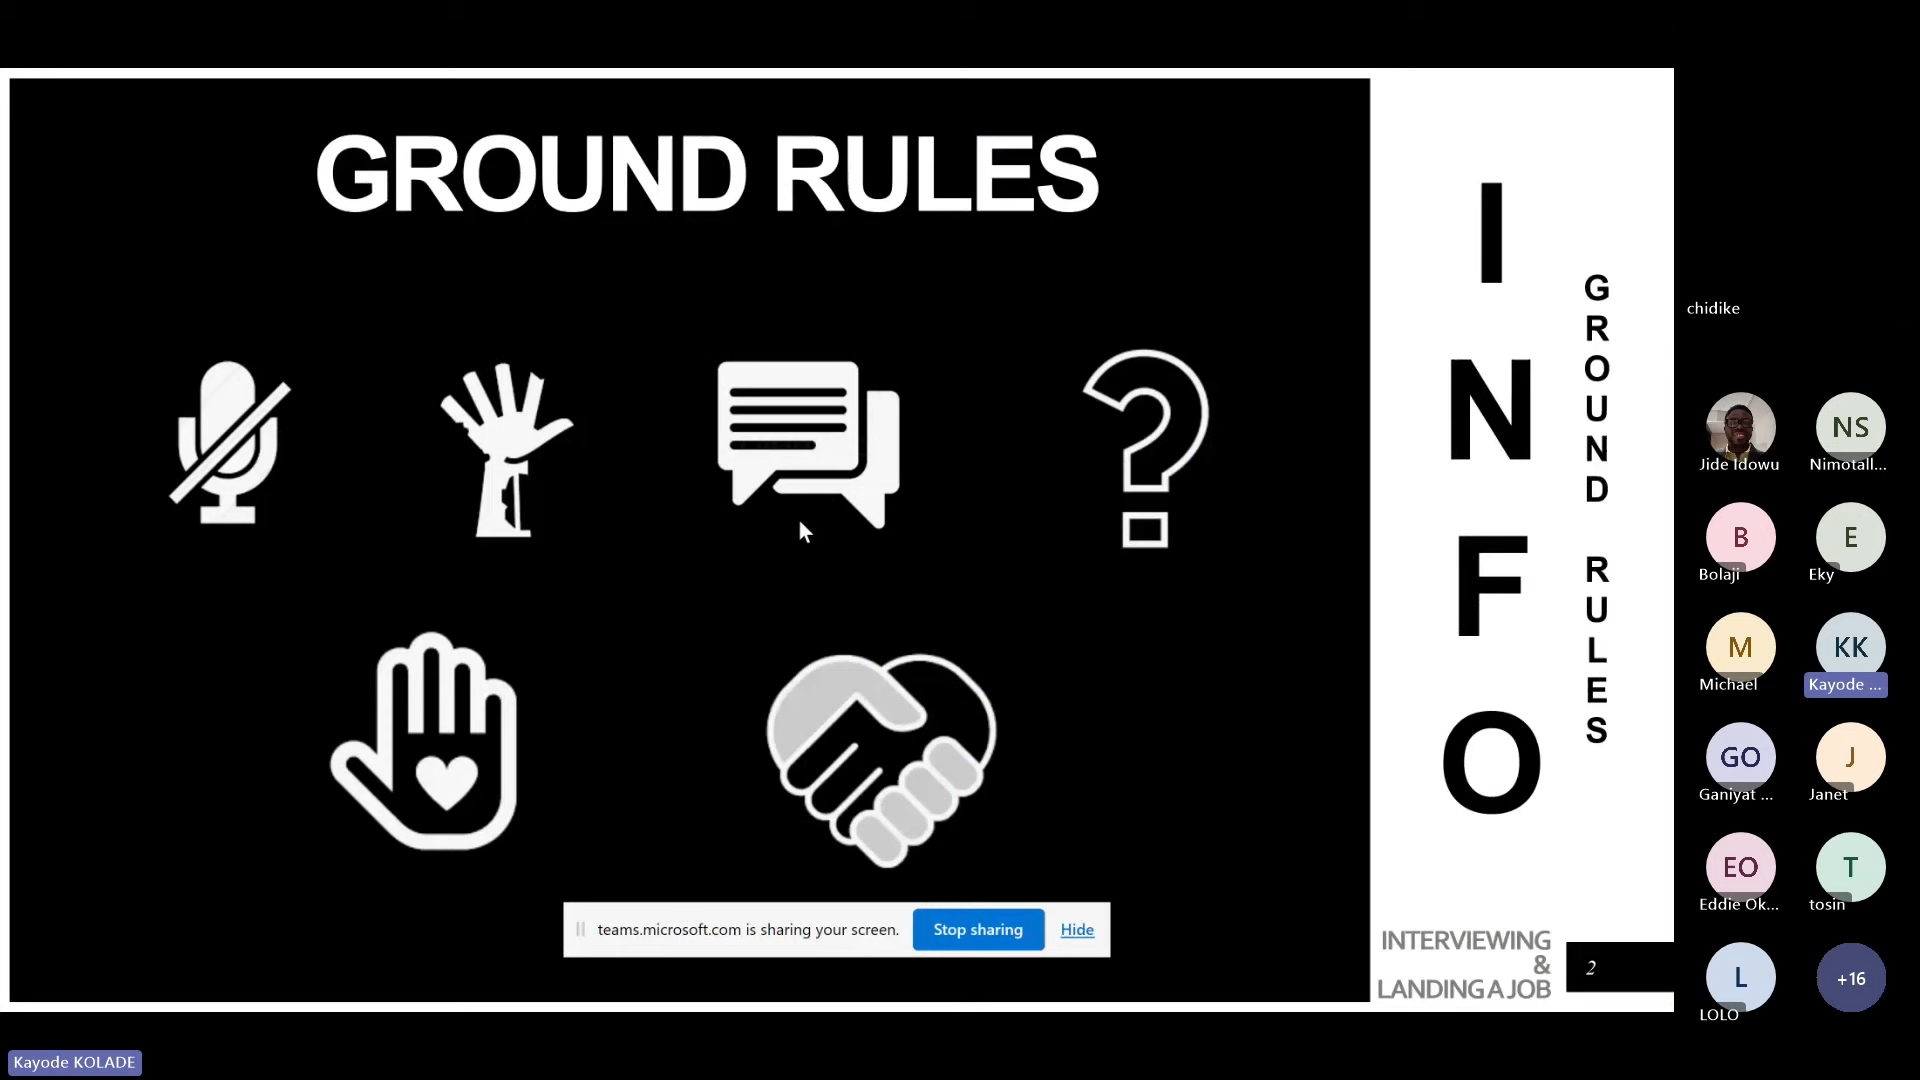 GROUND RULES
I
N
F
O
G
R
O
U
N
D
R
U
L
E
S
INTERVIEWING
&
LANDING A JOB
2
teams.microsoft.com is sharing your screen.
Stop sharing
Hide
chidike
Jide Idowu
NS
Nimotall...
B
Bolaji
E
Eky
M
Michael
KK
Kayode ...
GO
Ganiyat ...
J
Janet
EO
Eddie Ok...
T
tosin
L
LOLO
+16
Kayode KOLADE